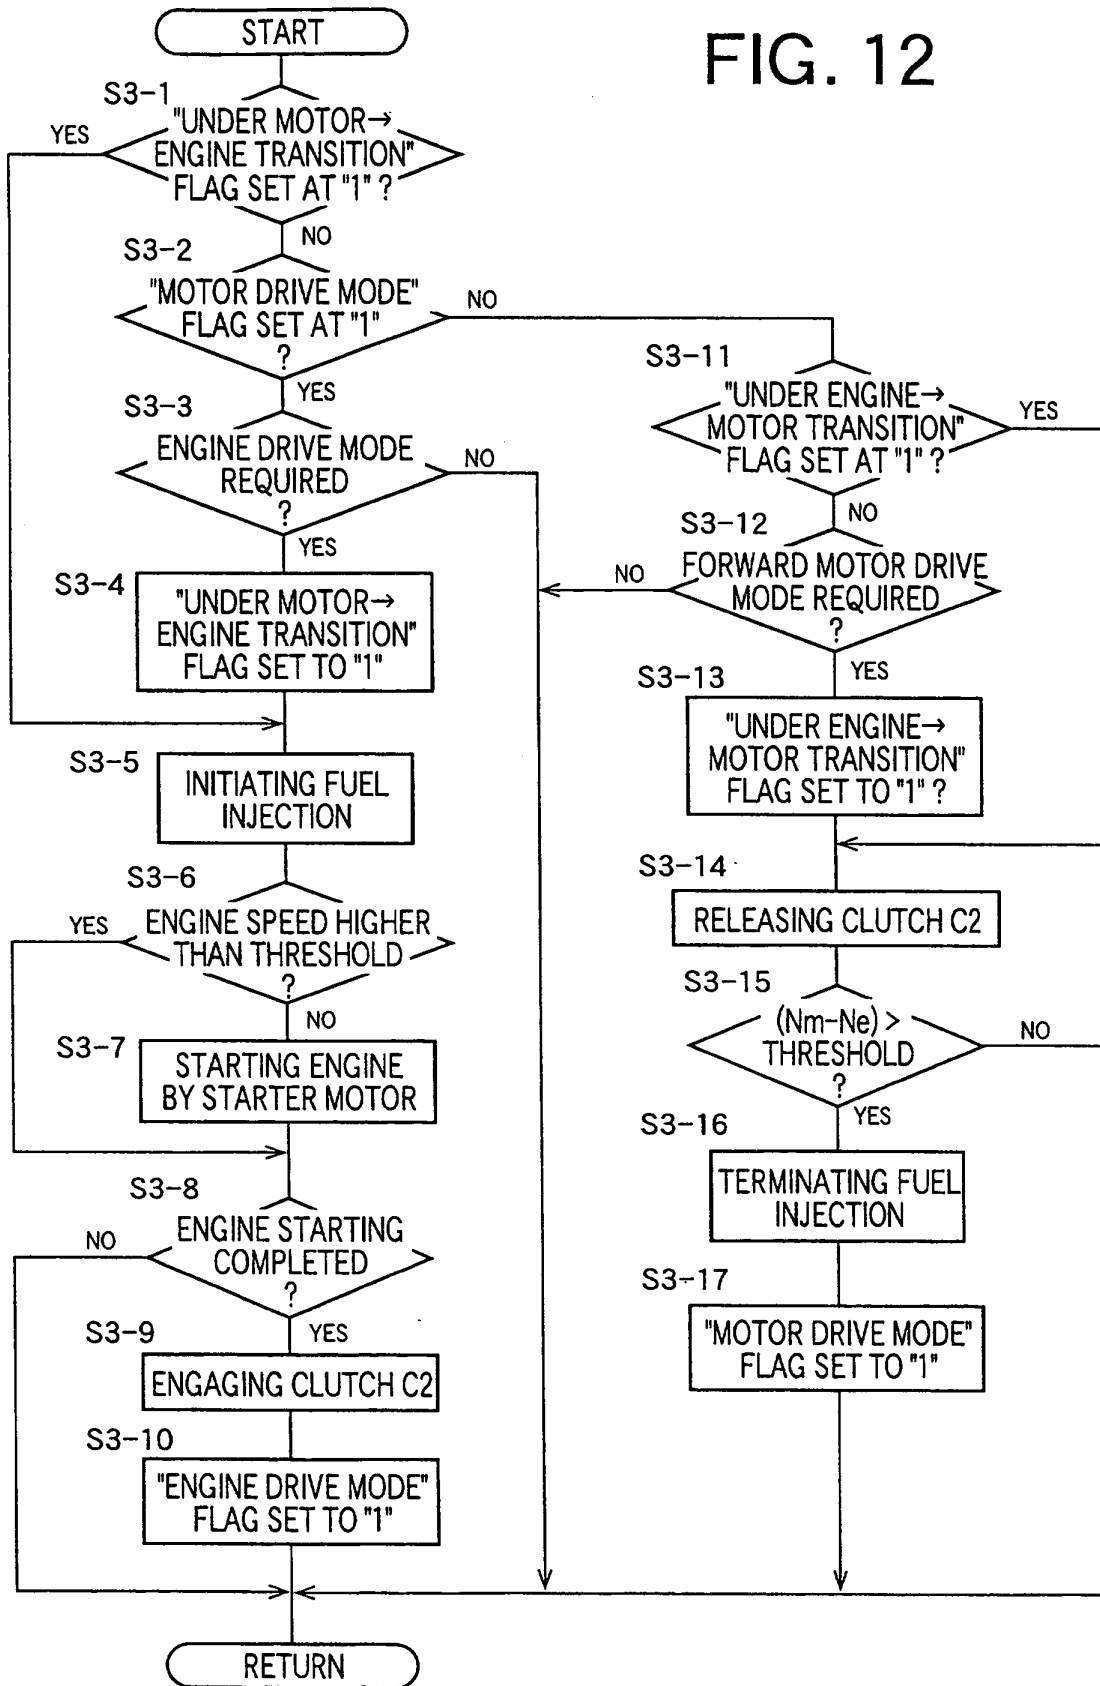 FIG. 12
START
S3-1
"UNDER MOTOR→
ENGINE TRANSITION"
FLAG SET AT "1" ?
YES
NO
S3-2
"MOTOR DRIVE MODE"
FLAG SET AT "1"
?
NO
YES
S3-3
ENGINE DRIVE MODE
REQUIRED
?
NO
YES
S3-4
"UNDER MOTOR→
ENGINE TRANSITION"
FLAG SET TO "1"
S3-5
INITIATING FUEL
INJECTION
S3-6
ENGINE SPEED HIGHER
THAN THRESHOLD
?
YES
NO
S3-7
STARTING ENGINE
BY STARTER MOTOR
S3-8
ENGINE STARTING
COMPLETED
?
NO
YES
S3-9
ENGAGING CLUTCH C2
S3-10
"ENGINE DRIVE MODE"
FLAG SET TO "1"
RETURN
S3-11
"UNDER ENGINE→
MOTOR TRANSITION"
FLAG SET AT "1" ?
YES
NO
S3-12
FORWARD MOTOR DRIVE
MODE REQUIRED
?
NO
YES
S3-13
"UNDER ENGINE→
MOTOR TRANSITION"
FLAG SET TO "1" ?
S3-14
RELEASING CLUTCH C2
S3-15
(Nm-Ne) >
THRESHOLD
?
NO
YES
S3-16
TERMINATING FUEL
INJECTION
S3-17
"MOTOR DRIVE MODE"
FLAG SET TO "1"